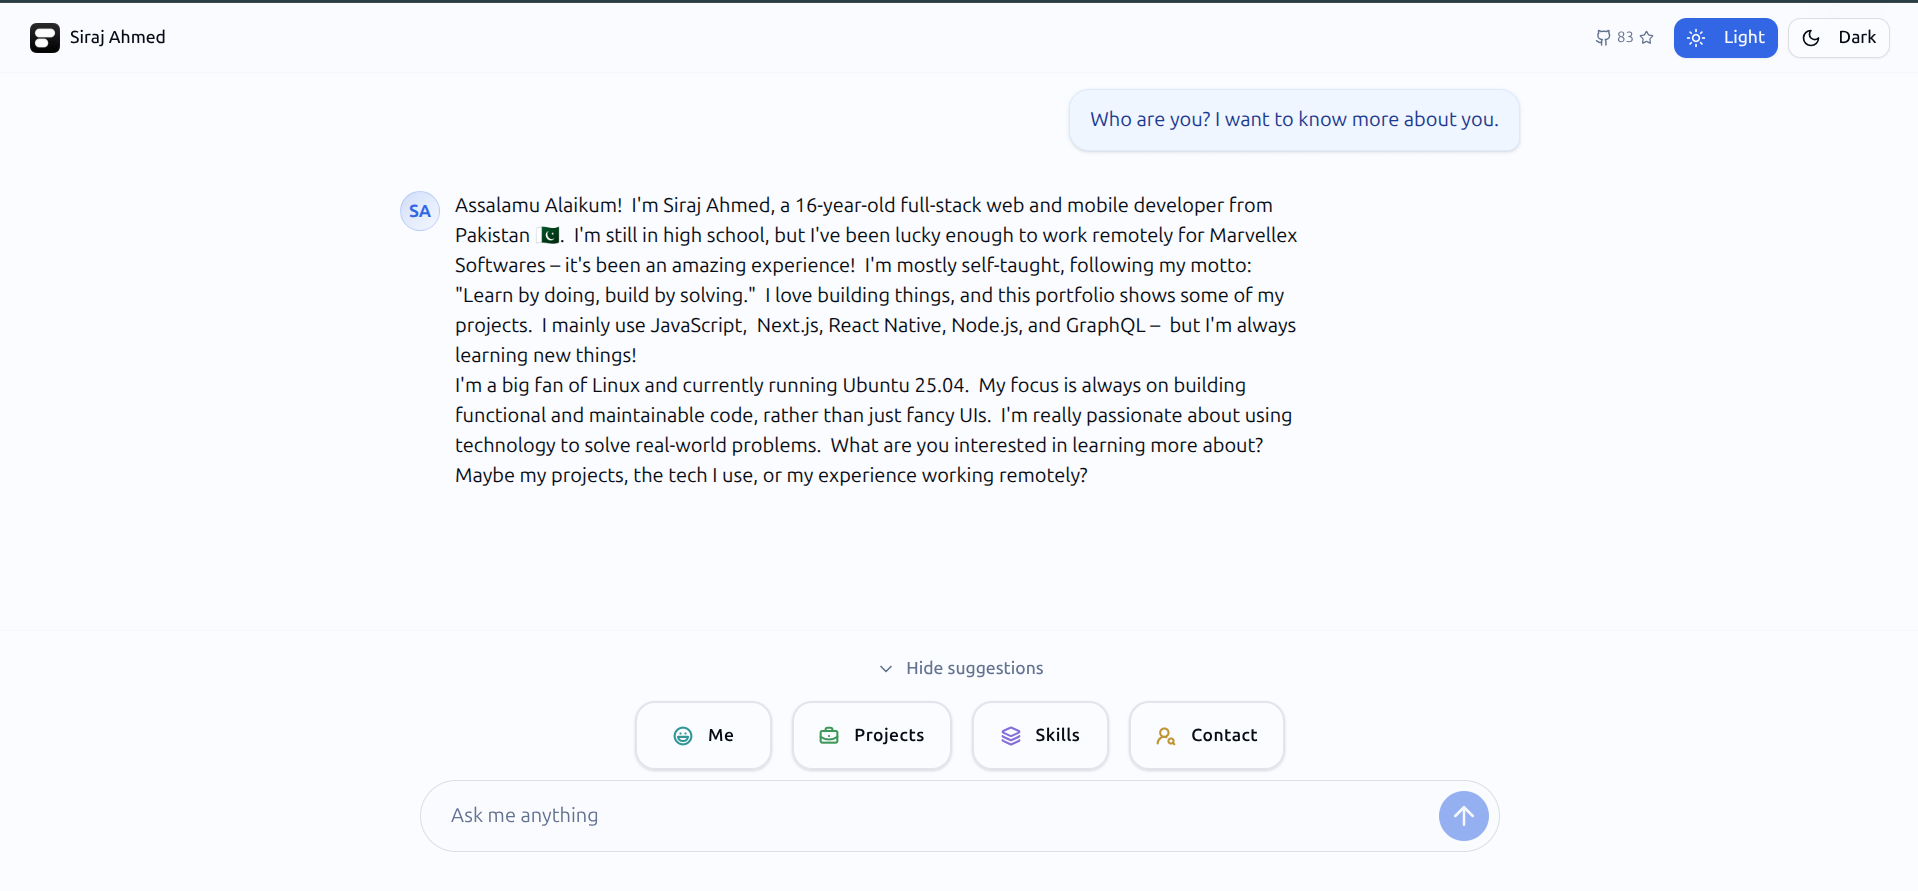 Siraj Ahmed
83
Light
Dark
Who are you? I want to know more about you.
SA
Assalamu Alaikum!  I'm Siraj Ahmed, a 16-year-old full-stack web and mobile developer from
Pakistan 🇵🇰.  I'm still in high school, but I've been lucky enough to work remotely for Marvellex
Softwares – it's been an amazing experience!  I'm mostly self-taught, following my motto:
"Learn by doing, build by solving."  I love building things, and this portfolio shows some of my
projects.  I mainly use JavaScript,  Next.js, React Native, Node.js, and GraphQL –  but I'm always
learning new things!
I'm a big fan of Linux and currently running Ubuntu 25.04.  My focus is always on building
functional and maintainable code, rather than just fancy UIs.  I'm really passionate about using
technology to solve real-world problems.  What are you interested in learning more about?
Maybe my projects, the tech I use, or my experience working remotely?
Hide suggestions
Me
Projects
Skills
Contact
Ask me anything